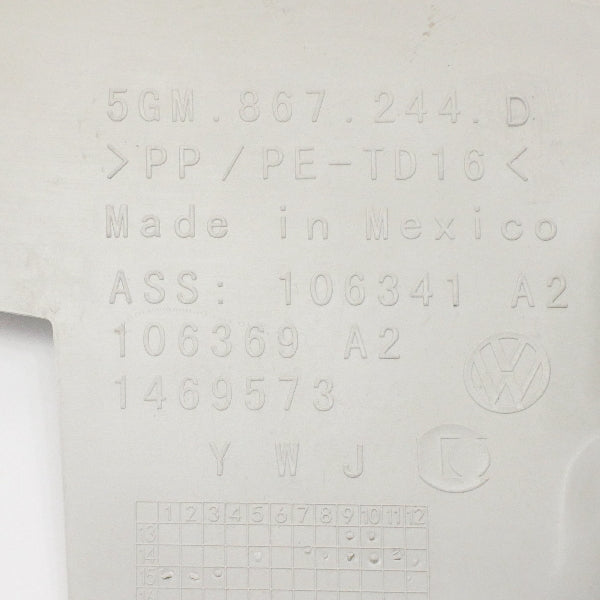 5GM.867.244.D
>PP/PE-TD16<
Made in Mexico
ASS: 106341 A2
106369 A2
1469573
Y W J
1 2 3 4 5 6 7 8 9 10 11 12
13
14
15